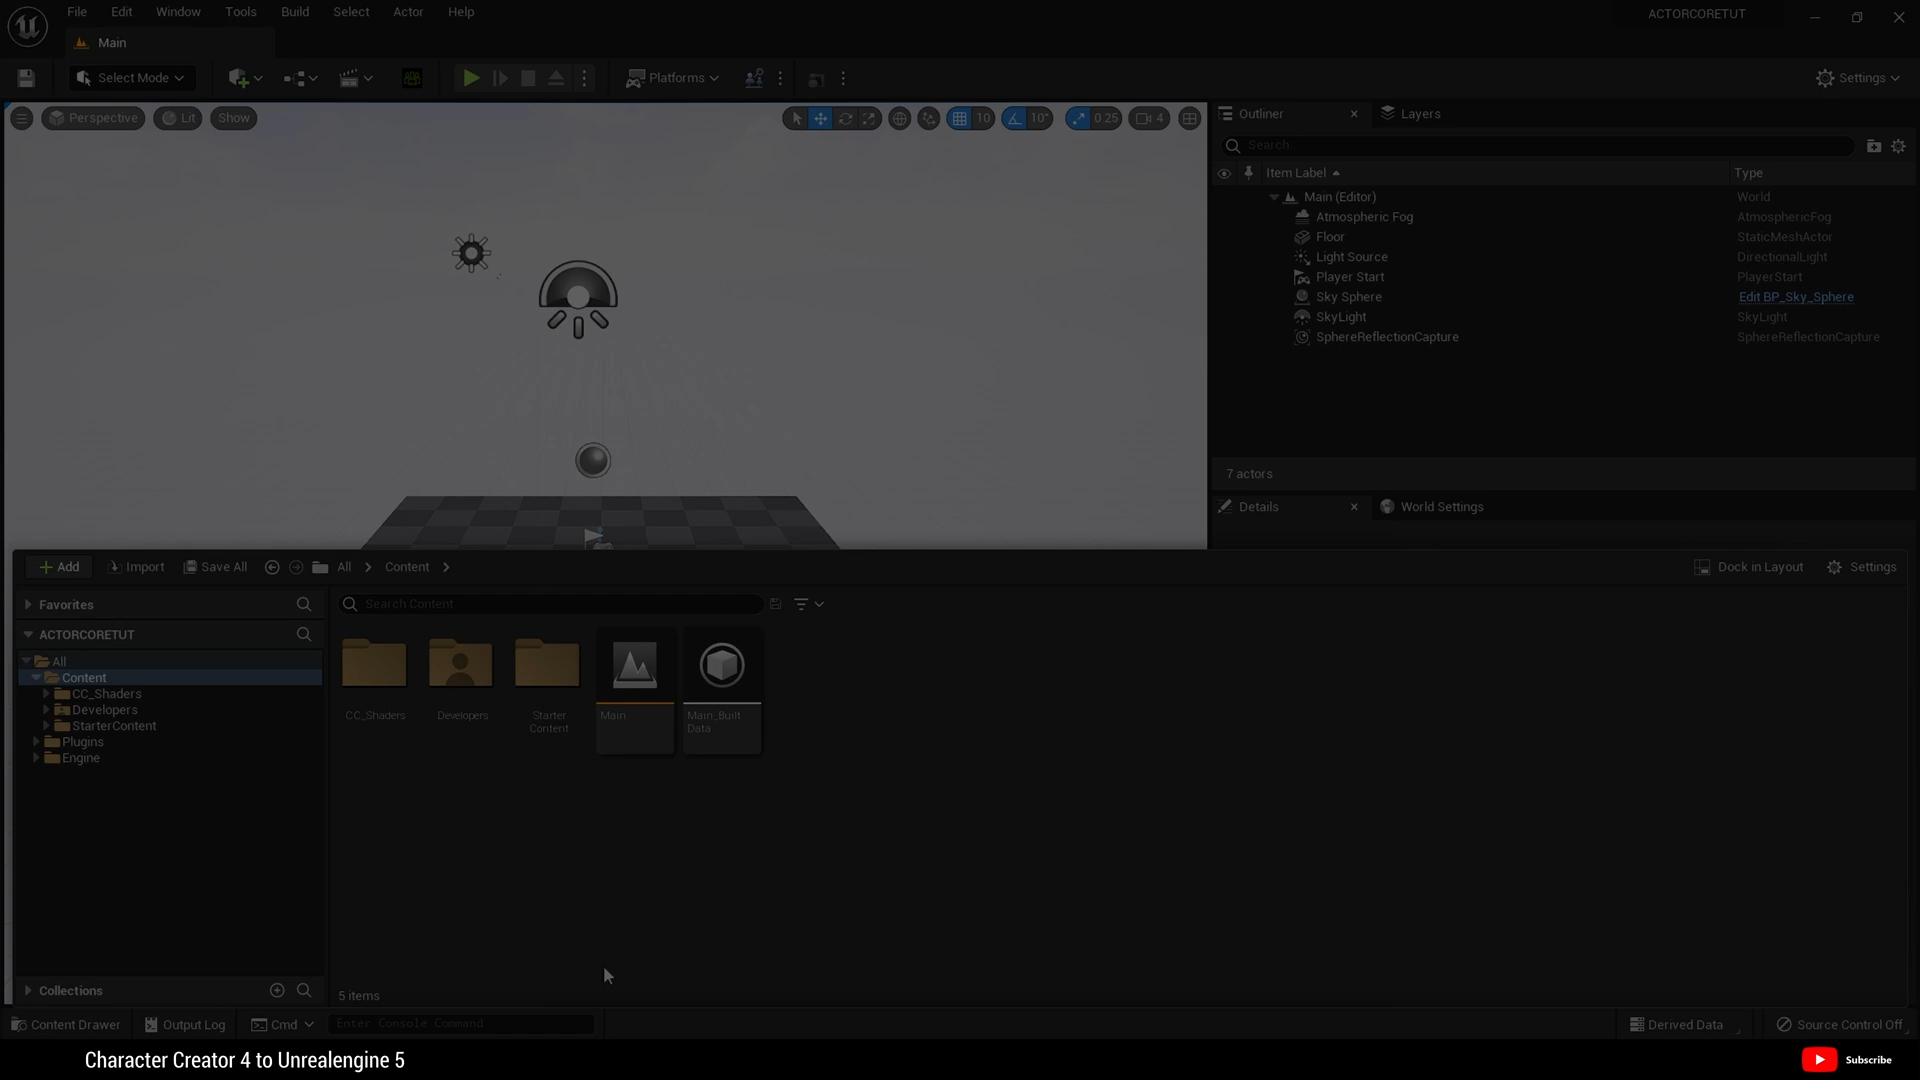 File Edit Window Tools Build Select Actor Help
ACTORCORETUT
Main
Select Mode
Platforms
Settings
Perspective Lit Show
10 10° 0.25 4
Outliner Layers
Search...
Item Label Type
Main (Editor) World
Atmospheric Fog AtmosphericFog
Floor StaticMeshActor
Light Source DirectionalLight
Player Start PlayerStart
Sky Sphere Edit BP_Sky_Sphere
SkyLight SkyLight
SphereReflectionCapture SphereReflectionCapture
7 actors
Details World Settings
Add Import Save All All Content Dock in Layout Settings
Favorites
Search Content
ACTORCORETUT
All
Content
CC_Shaders
Developers
StarterContent
Plugins
Engine
CC_Shaders
Developers
Starter
Content
Main
Main_Built
Data
Collections
5 items
Content Drawer Output Log Cmd Enter Console Command Derived Data Source Control Off
Character Creator 4 to Unrealengine 5
Subscribe